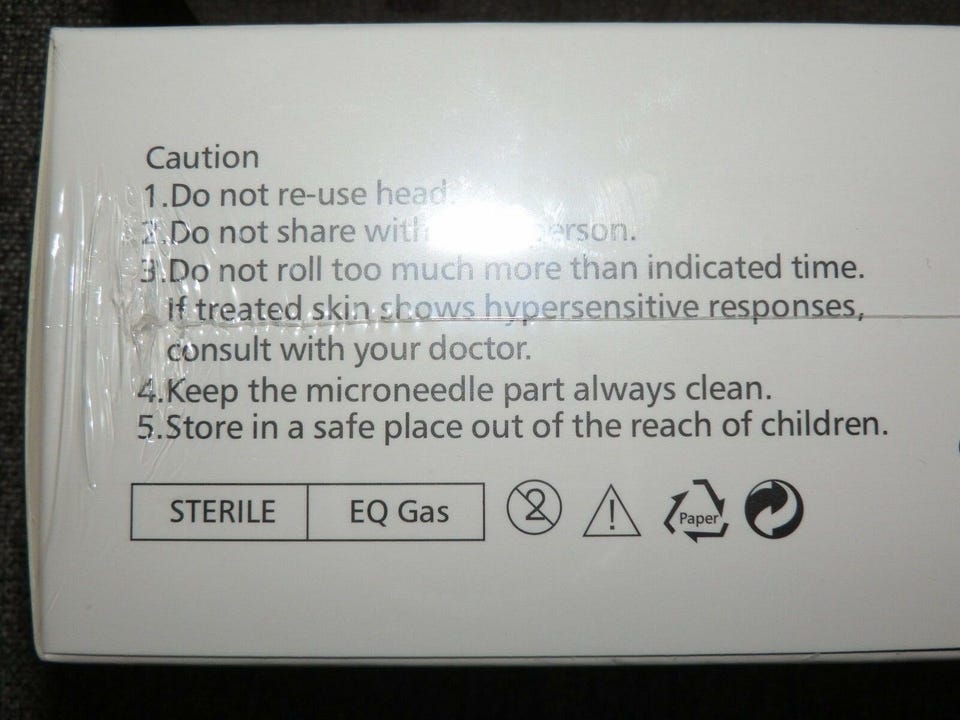 Caution
1.Do not re-use head.
2.Do not share with person.
3.Do not roll too much more than indicated time.
If treated skin shows hypersensitive responses,
consult with your doctor.
4.Keep the microneedle part always clean.
5.Store in a safe place out of the reach of children.
STERILE EQ Gas 2 ! Paper